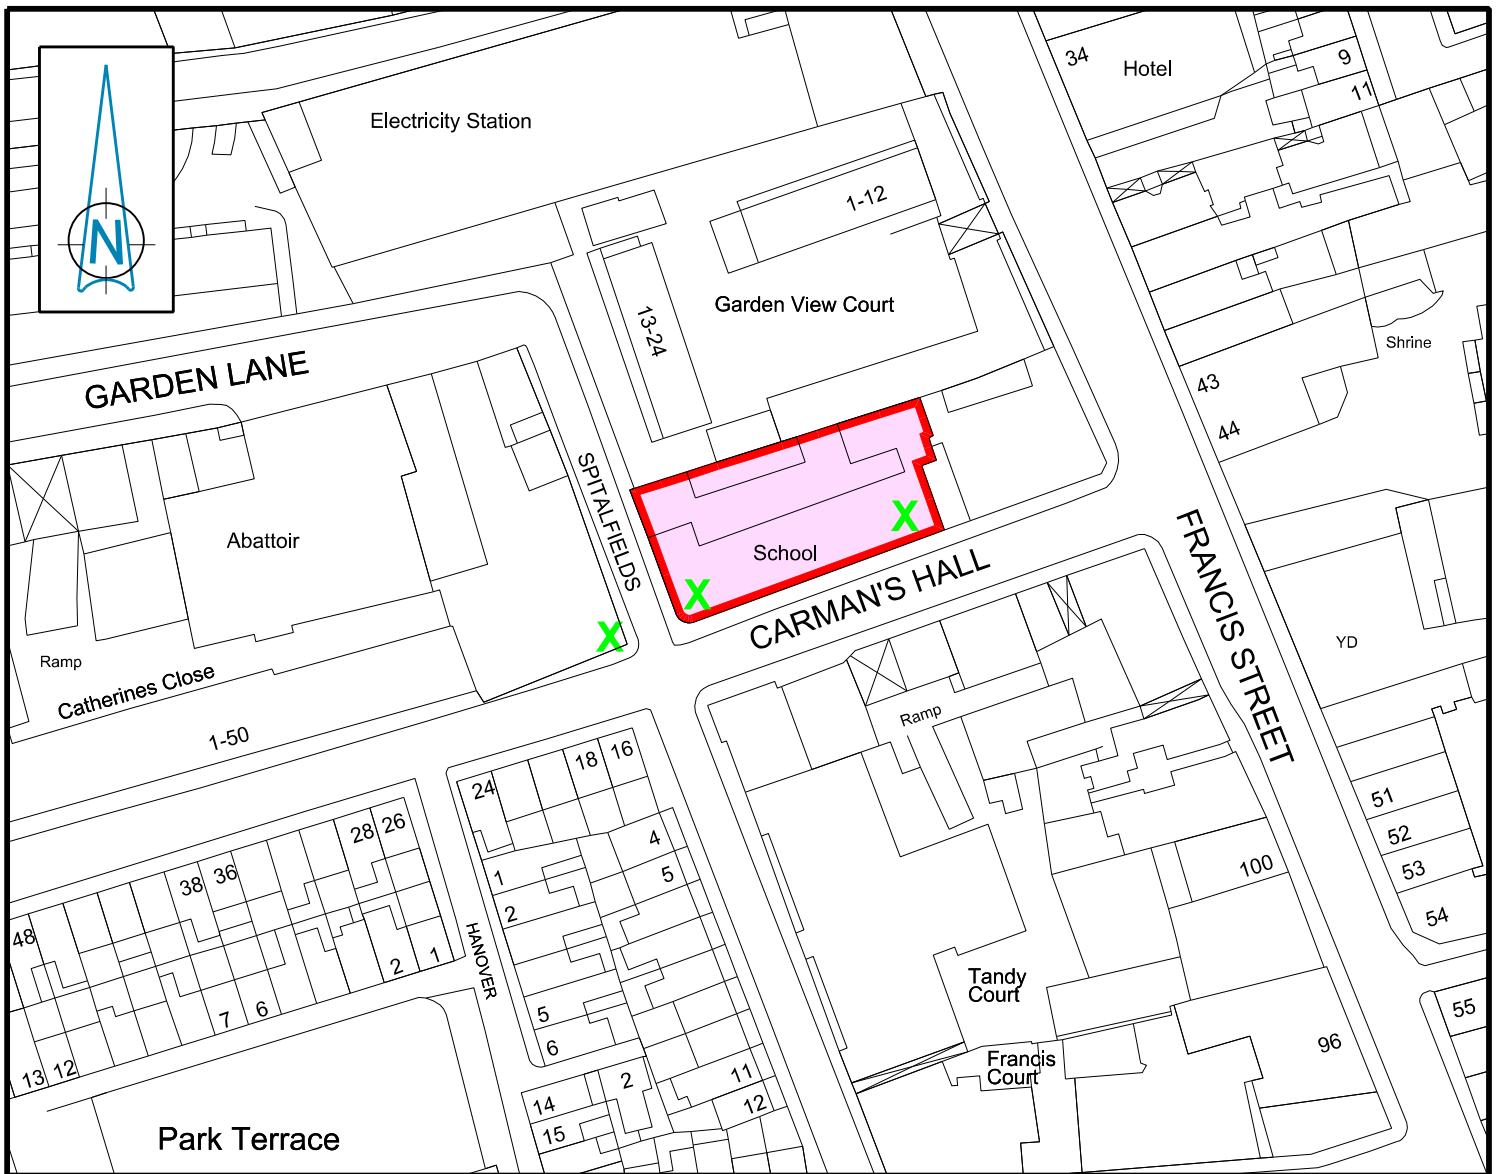 34
Hotel
9
11
Electricity Station
1-12
N
13-24
Garden View Court
Shrine
GARDEN LANE
43
44
SPITALFIELDS
X
Abattoir
School
X
X
CARMAN'S HALL
FRANCIS STREET
YD
Ramp
Catherines Close
Ramp
1-50
24
18
16
51
28
26
4
52
38
36
1
5
100
53
48
2
54
2
1
HANOVER
Tandy
Court
7
6
5
55
6
96
13
12
2
11
Francis
Court
14
12
15
Park Terrace